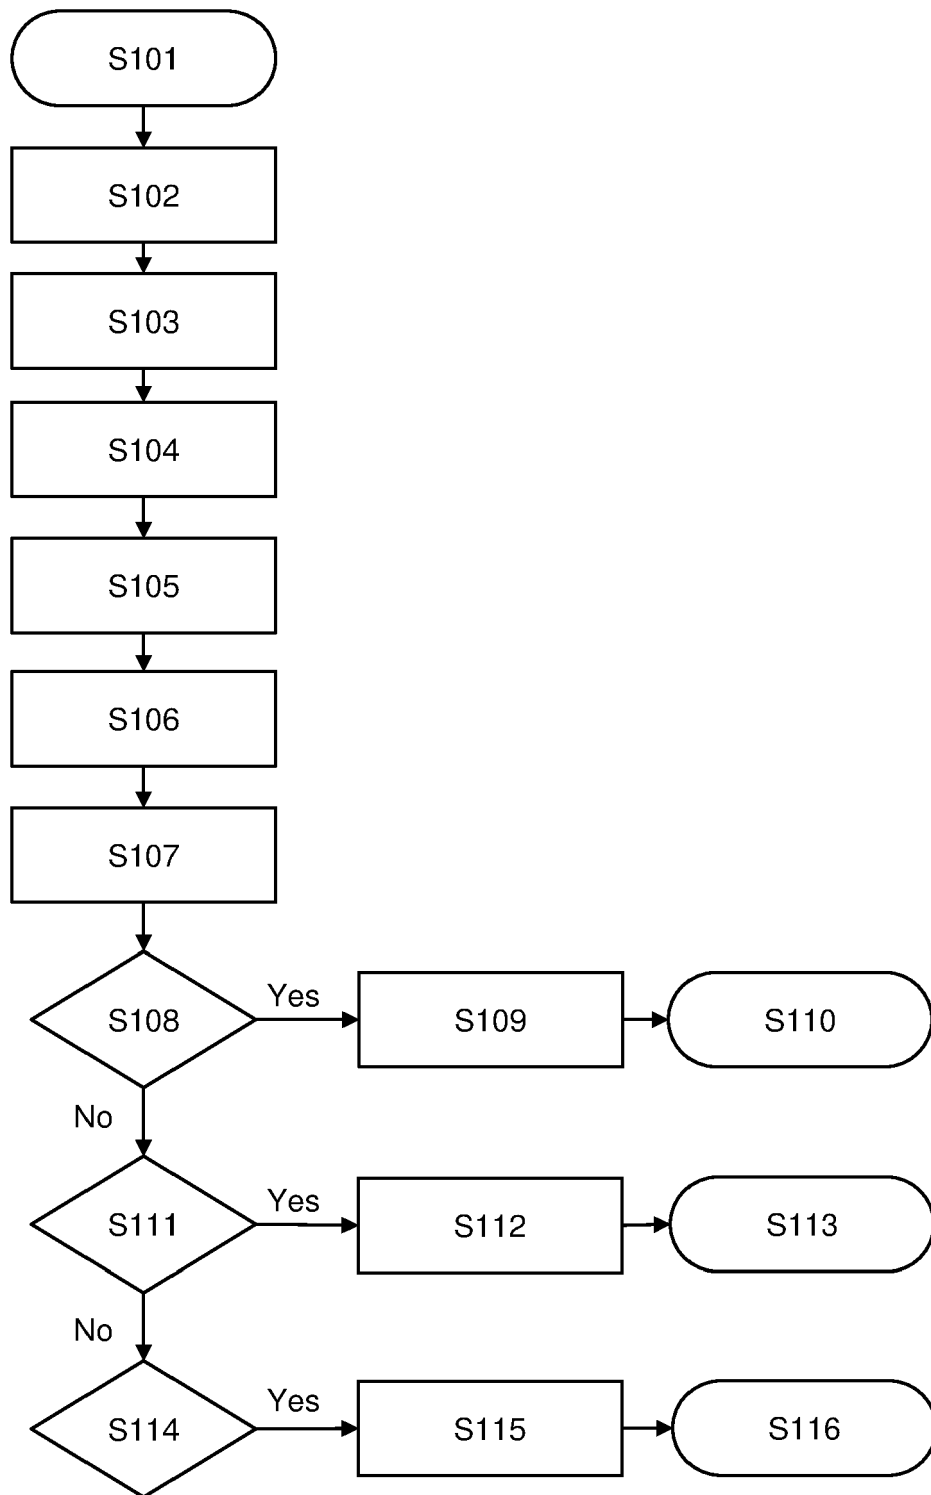 S101
S102
S103
S104
S105
S106
S107
S108
Yes
S109
S110
No
S111
Yes
S112
S113
No
S114
Yes
S115
S116